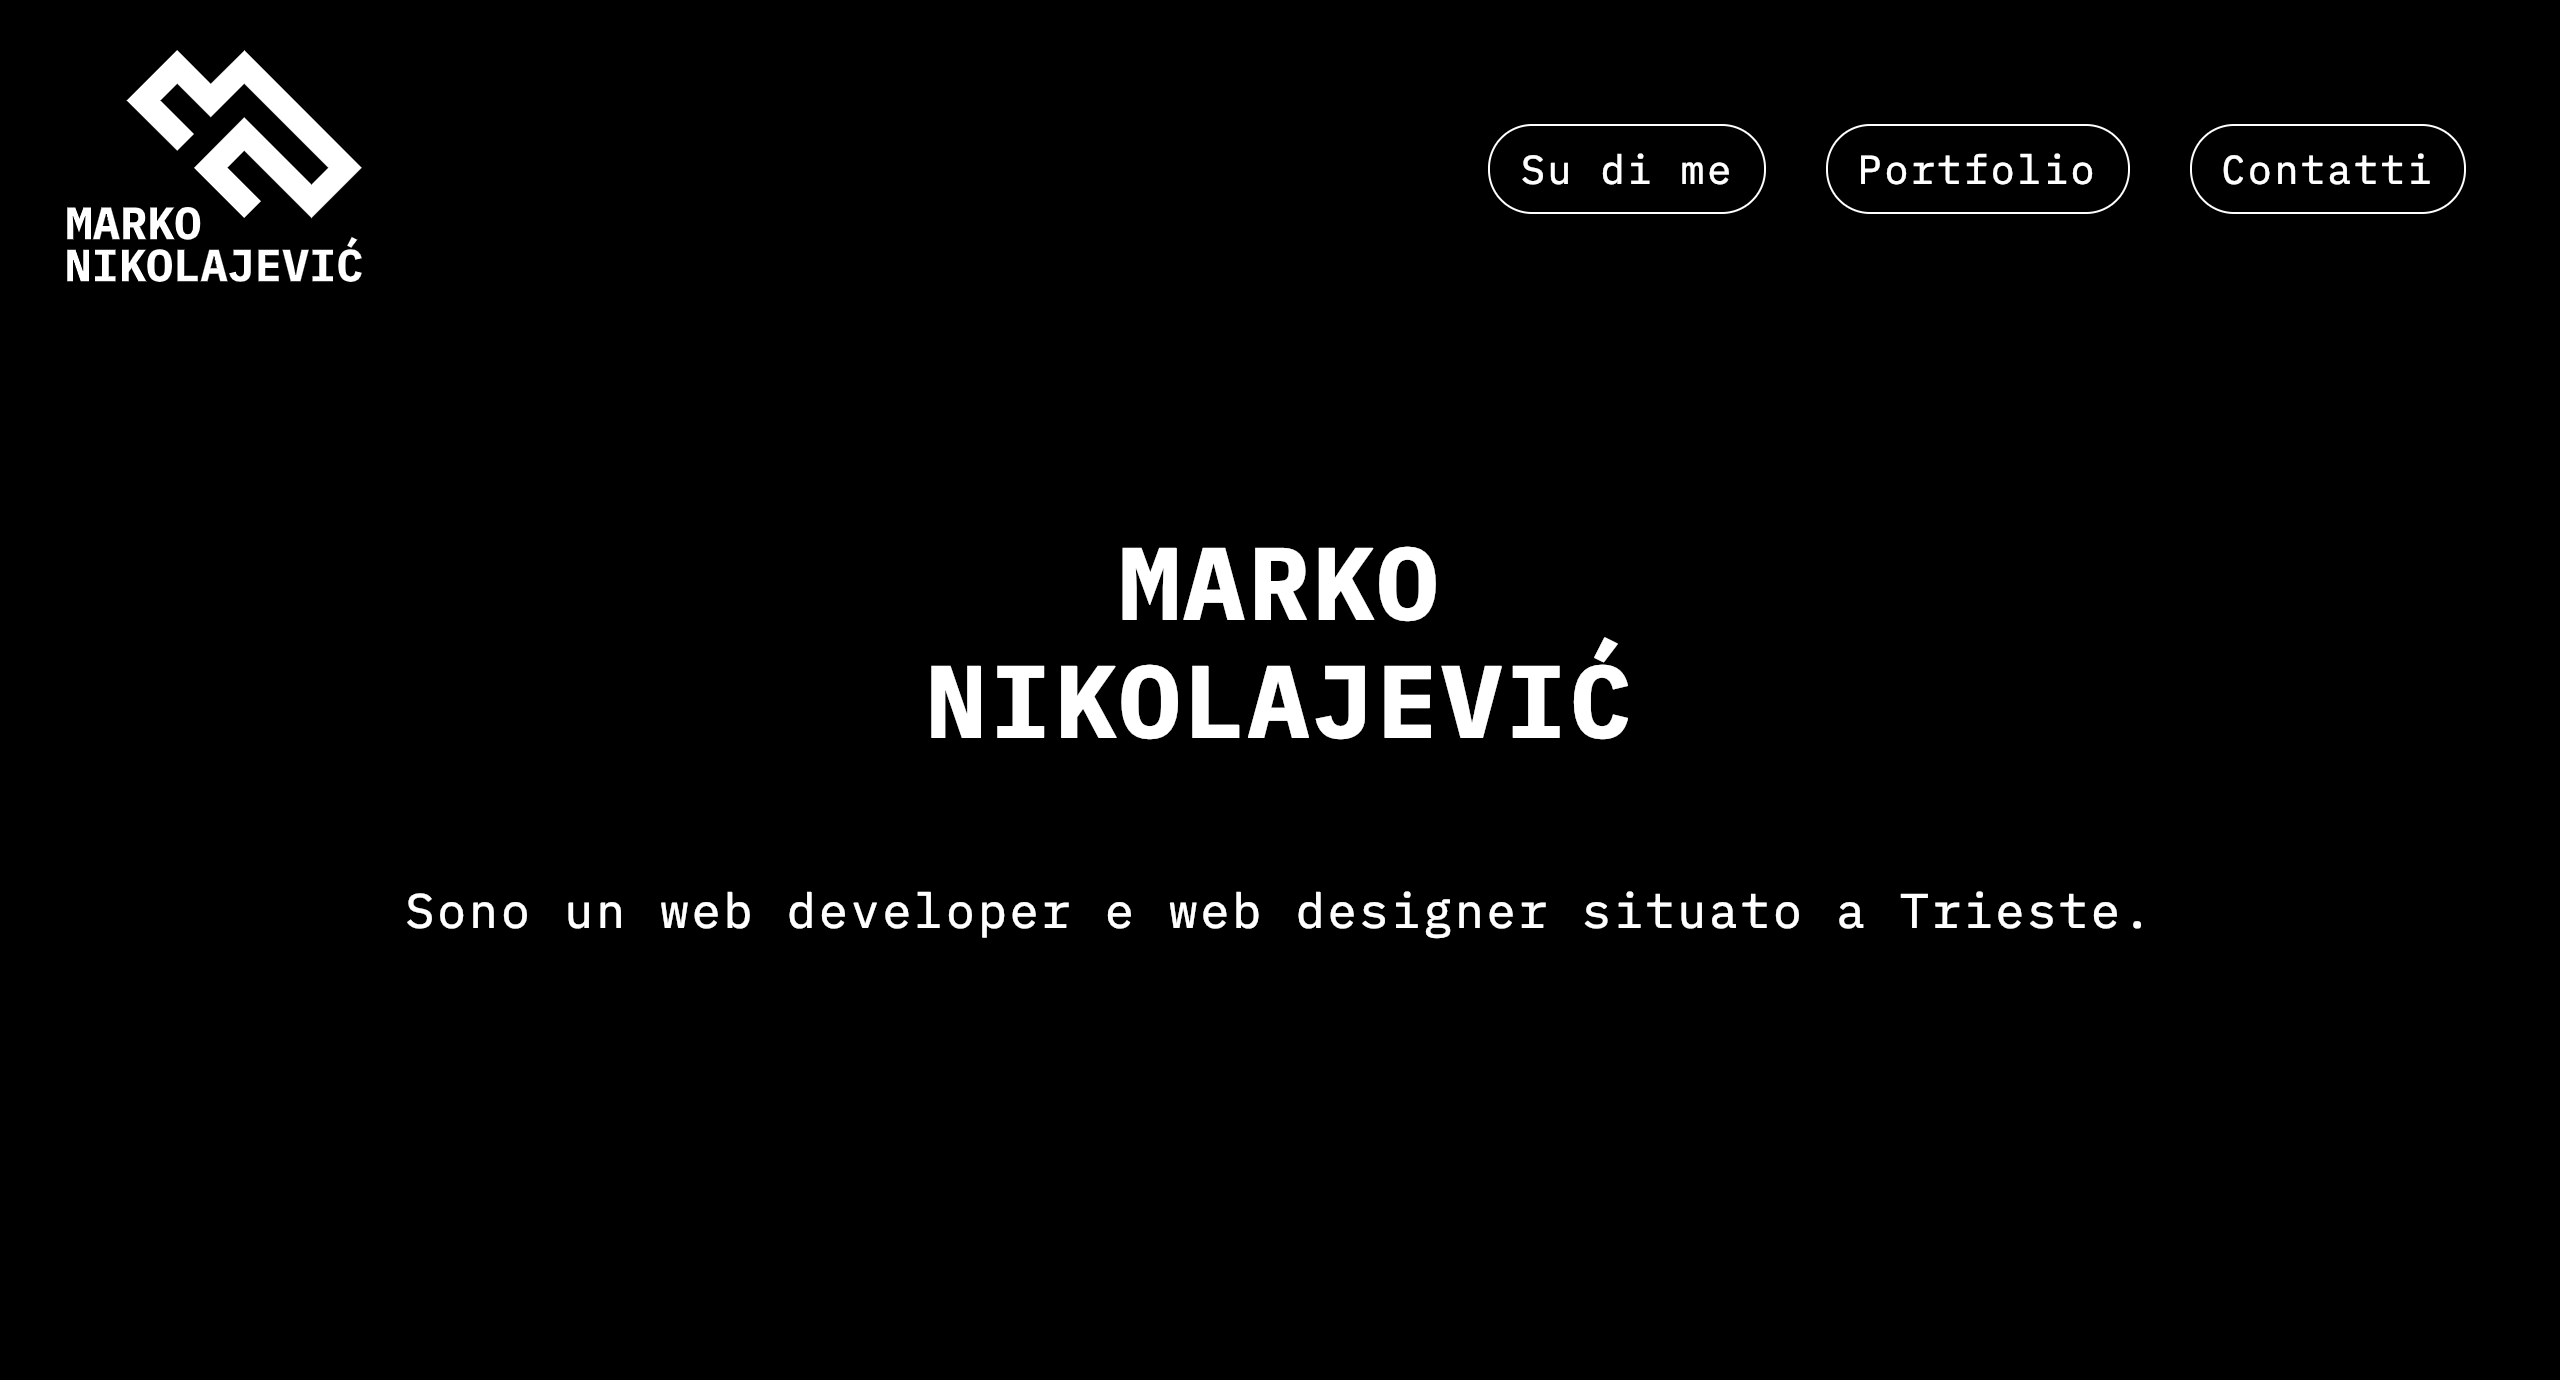 MARKO
NIKOLAJEVIĆ
Su di me
Portfolio
Contatti
MARKO
NIKOLAJEVIĆ
Sono un web developer e web designer situato a Trieste.